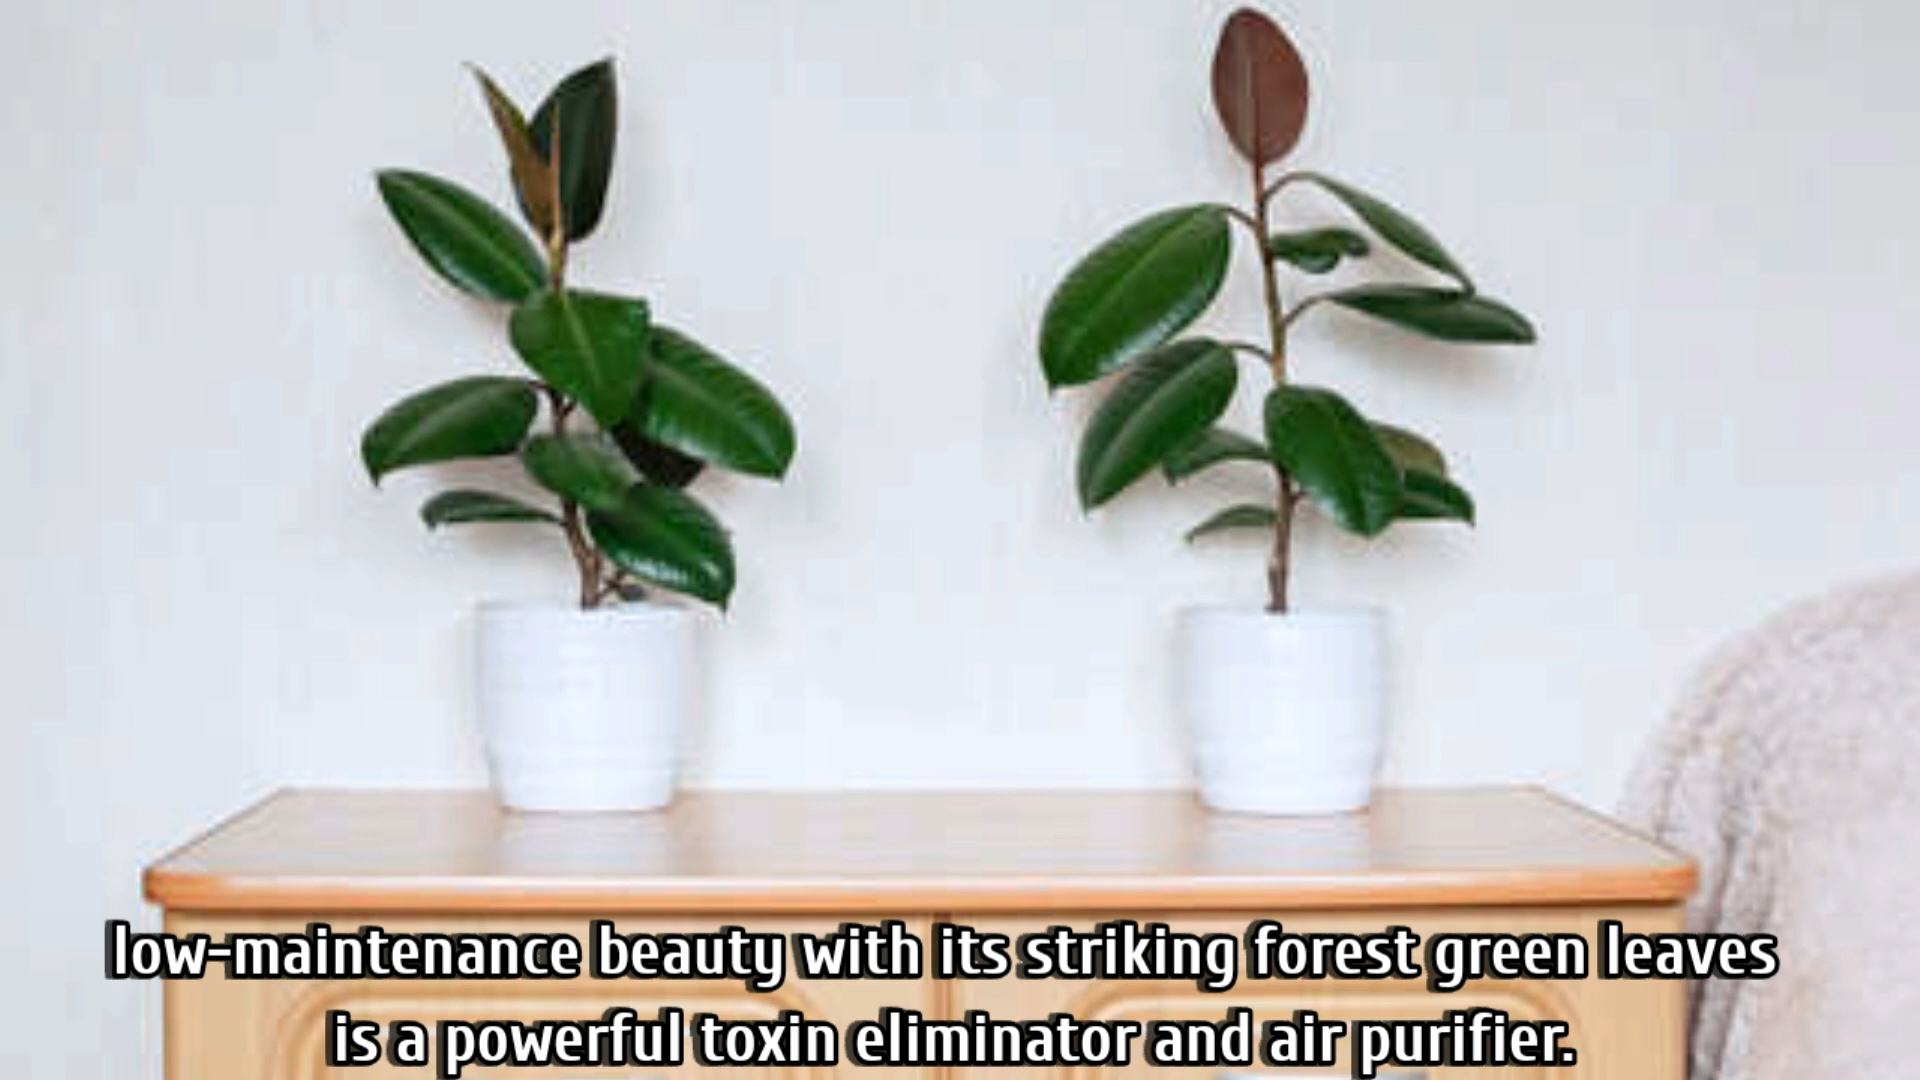 low-maintenance beauty with its striking forest green leaves
is a powerful toxin eliminator and air purifier.